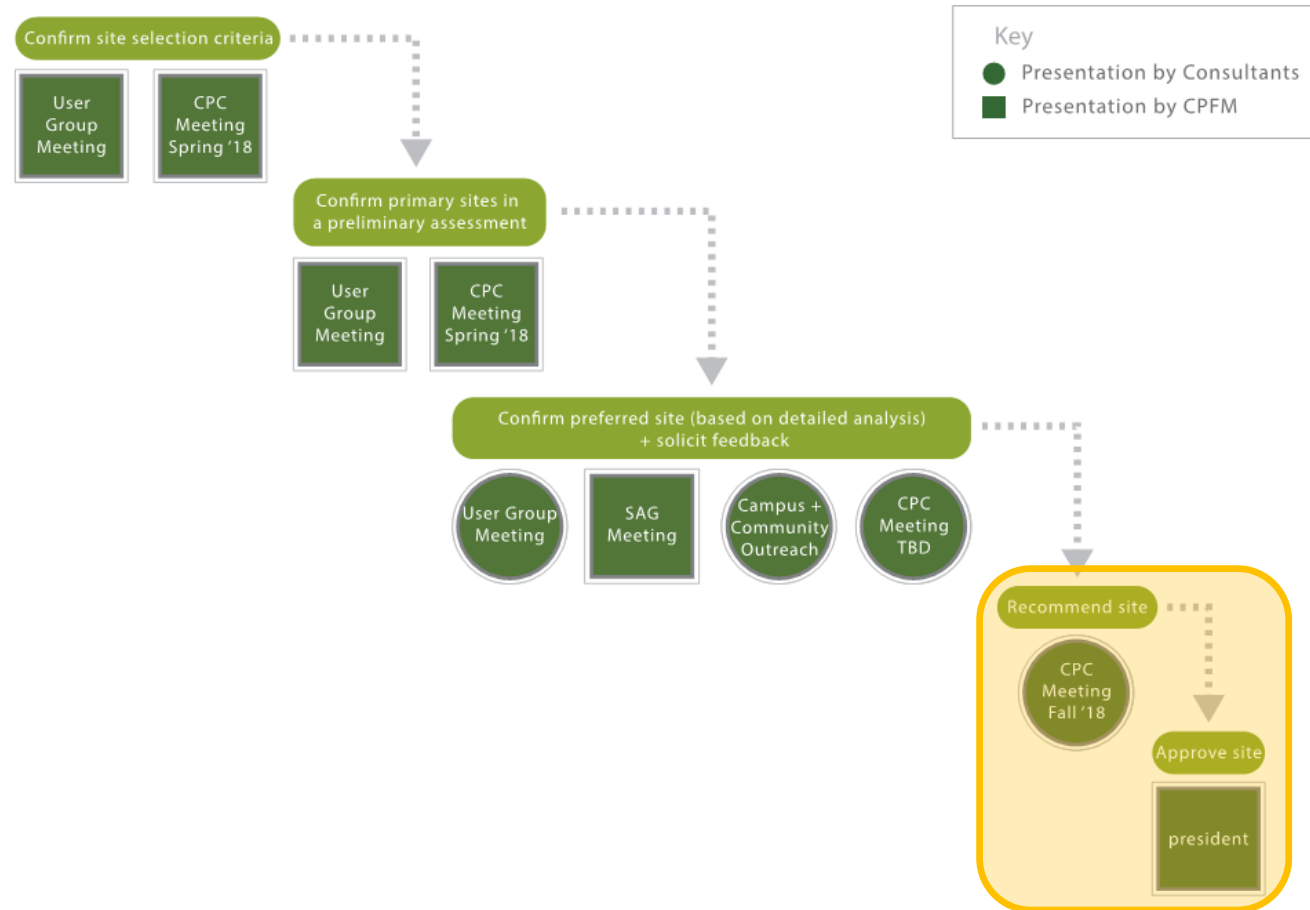 Key
Presentation by Consultants
Presentation by CPFM
Confirm site selection criteria
User
Group
Meeting
CPC
Meeting
Spring '18
Confirm primary sites in
a preliminary assessment
User
Group
Meeting
CPC
Meeting
Spring '18
Confirm preferred site (based on detailed analysis)
+ solicit feedback
User Group
Meeting
SAG
Meeting
Campus +
Community
Outreach
CPC
Meeting
TBD
Recommend site
CPC
Meeting
Fall '18
Approve site
president